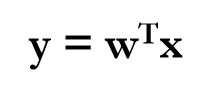 y = wᵀx